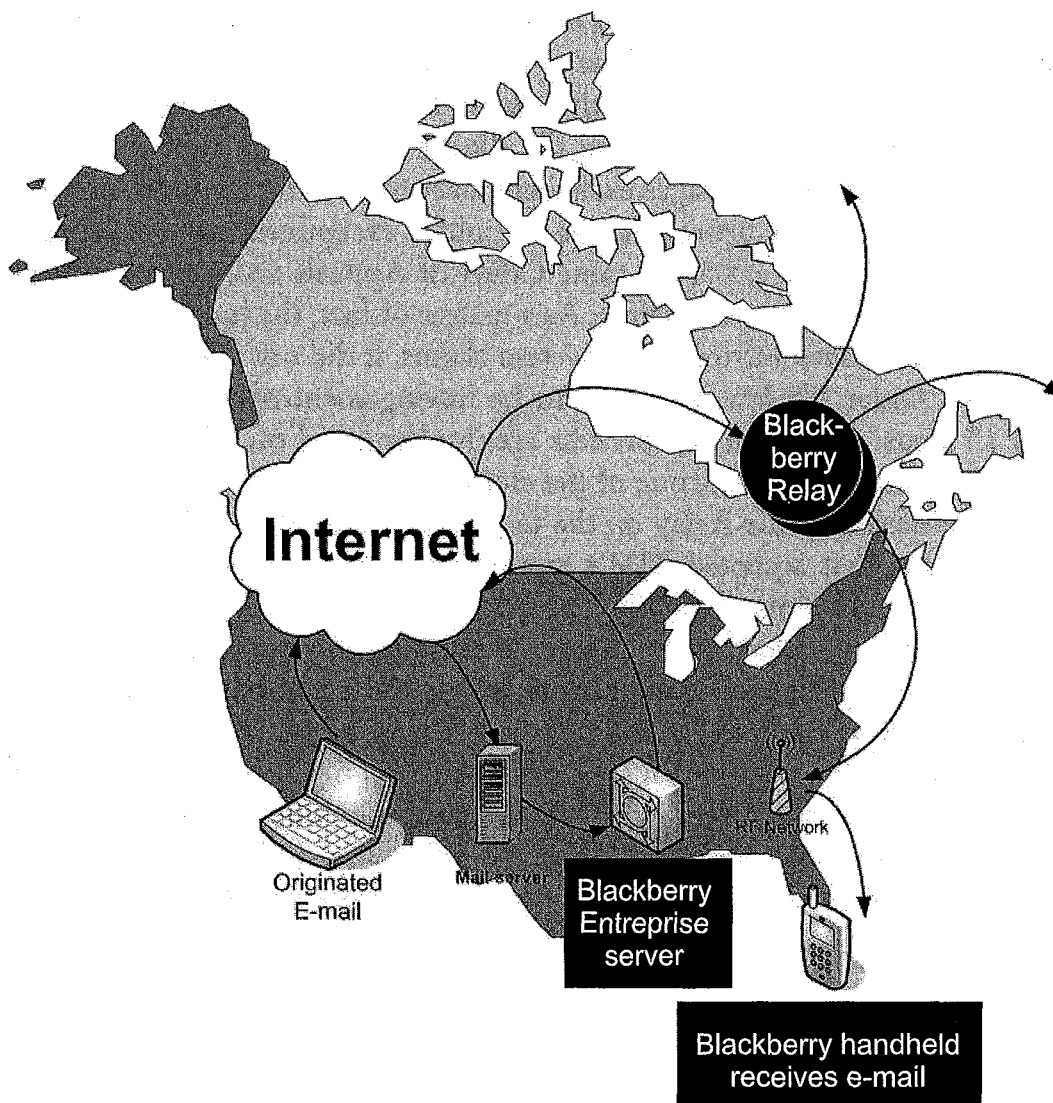 Black-
berry
Relay
Internet
Originated
E-mail
Mail server
RF Network
Blackberry
Entreprise
server
Blackberry handheld
receives e-mail